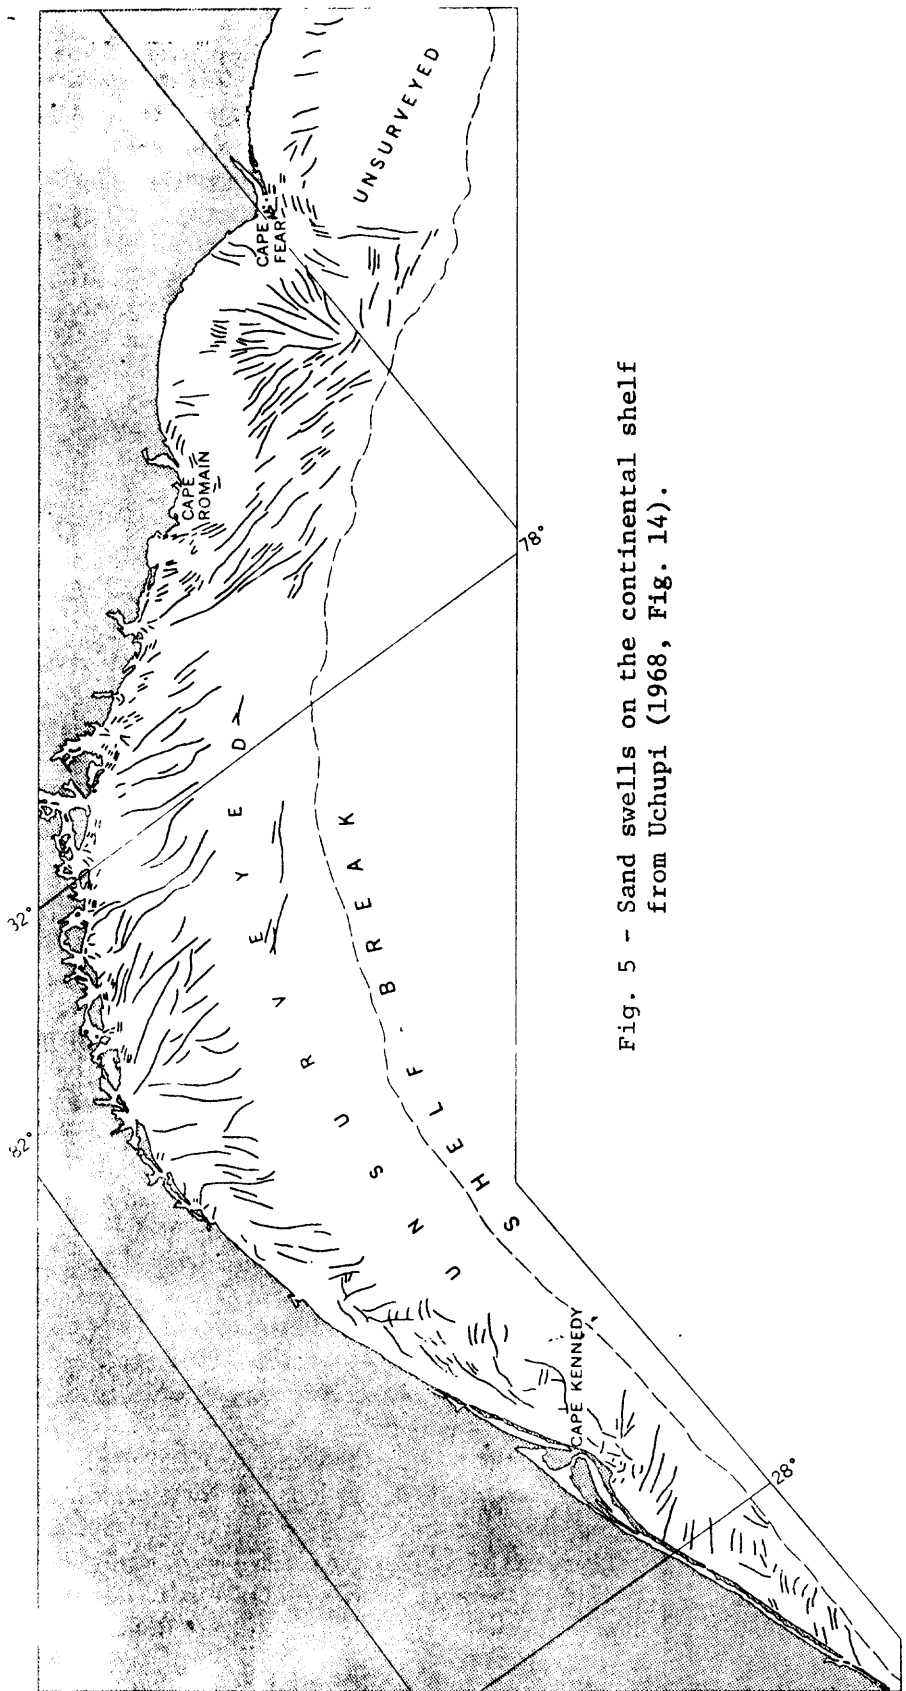 UNSURVEYED
CAPE
FEAR
CAPE
ROMAIN
78°
32°
82°
UNSURVEYED
SHELF-BREAK
CAPE KENNEDY
28°
Fig. 5 - Sand swells on the continental shelf
from Uchupi (1968, Fig. 14).